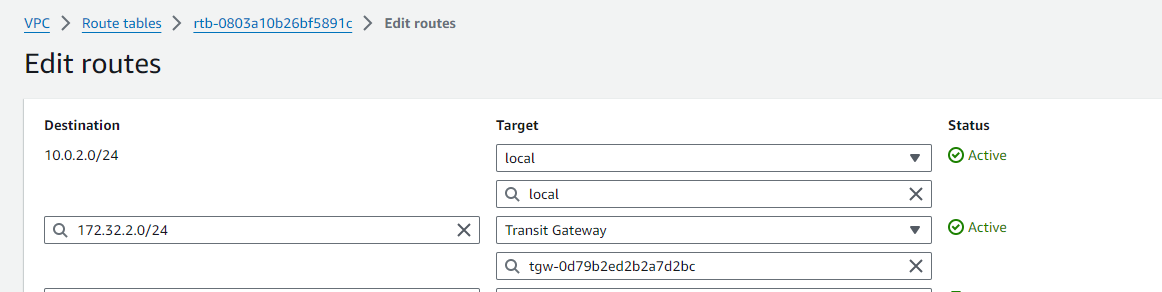 VPC > Route tables > rtb-0803a10b26bf5891c > Edit routes
Edit routes
Destination Target Status
10.0.2.0/24 local Active
local
172.32.2.0/24 Transit Gateway Active
tgw-0d79b2ed2b2a7d2bc